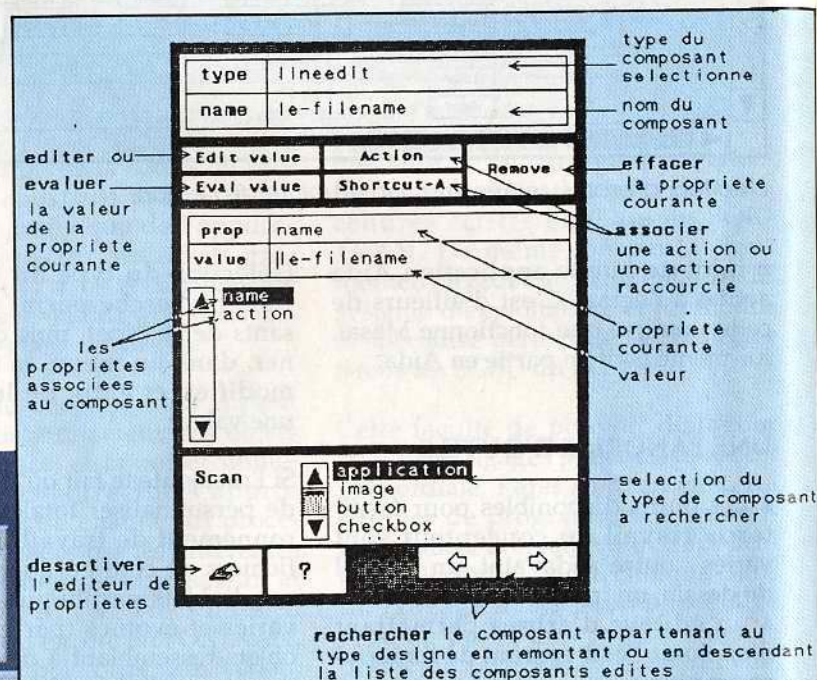 type du
composant
selectionne
nom du
composant
type lineedit
name le-filename
editer ou
evaluer
la valeur
de la
propriete
courante
Edit value Action Remove
Eval value Shortcut-A
effacer
la propriete
courante
associer
une action ou
une action
raccourcie
prop name
value le-filename
propriete
courante
valeur
name
action
les
proprietes
associees
au composant
Scan
application
image
button
checkbox
selection du
type de composant
a rechercher
desactiver
l'editeur de
proprietes
?
rechercher le composant appartenant au
type designe en remontant ou en descendant
la liste des composants edites